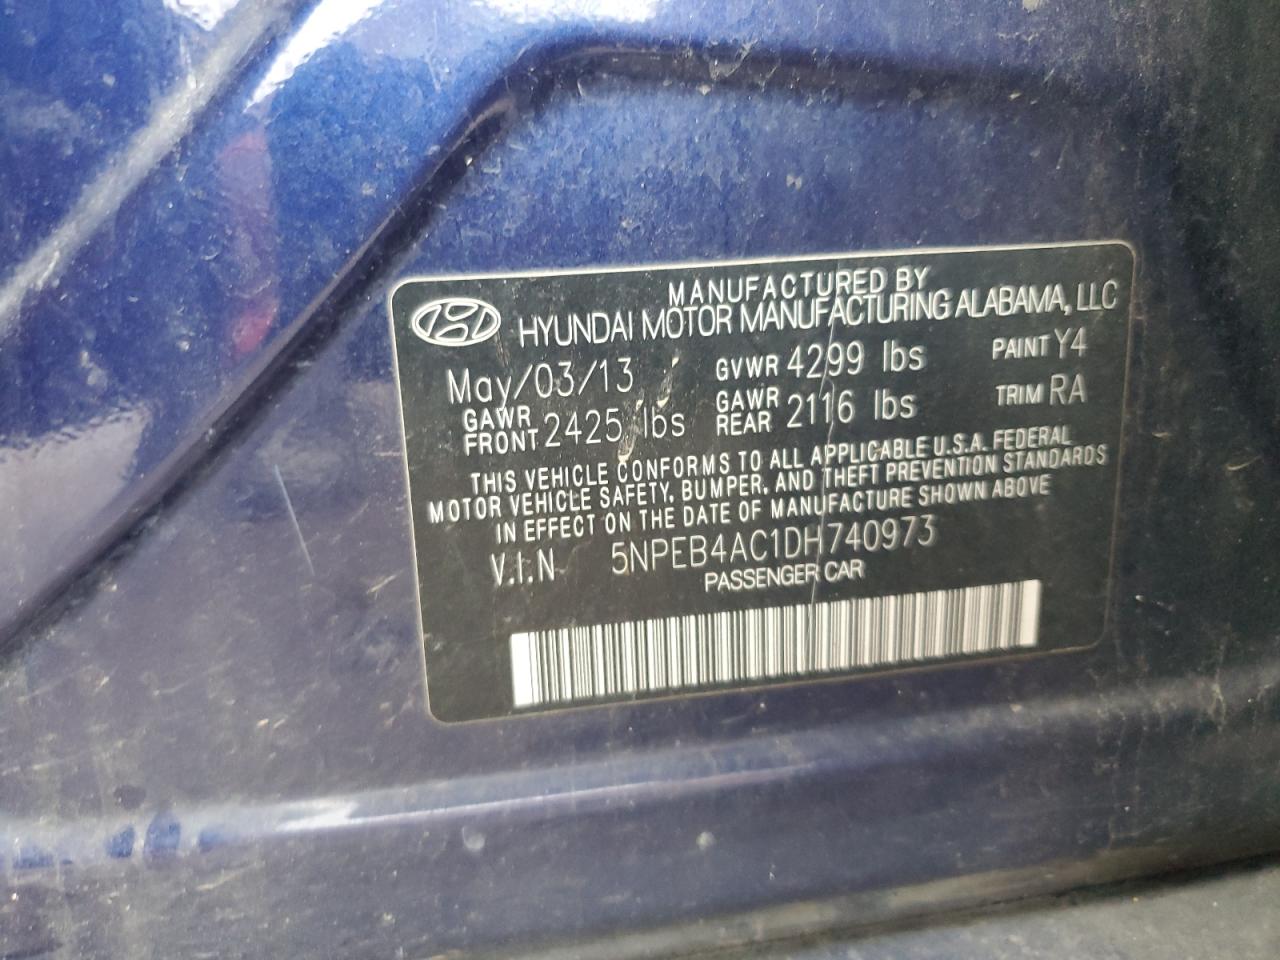 MANUFACTURED BY
HYUNDAI MOTOR MANUFACTURING ALABAMA, LLC
May/03/13 GVWR 4299 lbs PAINT Y4
GAWR FRONT 2425 lbs GAWR REAR 2116 lbs TRIM RA
THIS VEHICLE CONFORMS TO ALL APPLICABLE U.S.A. FEDERAL
MOTOR VEHICLE SAFETY, BUMPER, AND THEFT PREVENTION STANDARDS
IN EFFECT ON THE DATE OF MANUFACTURE SHOWN ABOVE
V.I.N 5NPEB4AC1DH740973
PASSENGER CAR